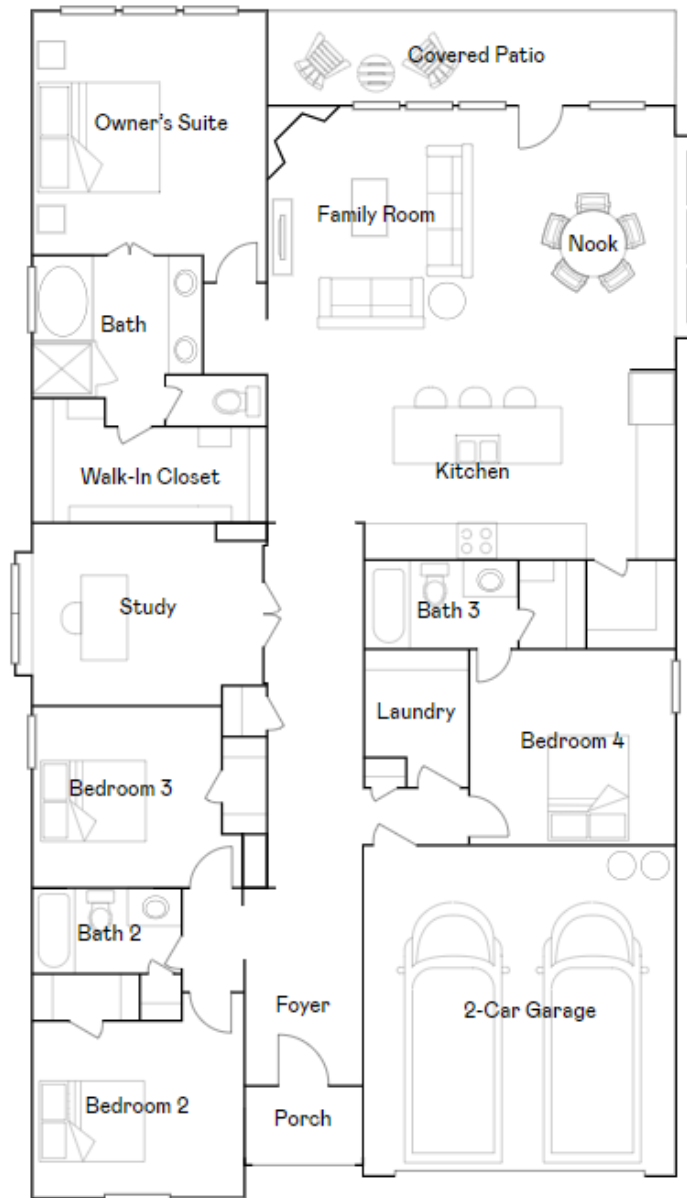 Covered Patio
Owner's Suite
Family Room
Nook
Bath
Kitchen
Walk-In Closet
Study
Bath 3
Laundry
Bedroom 4
Bedroom 3
Bath 2
Foyer
2-Car Garage
Bedroom 2
Porch